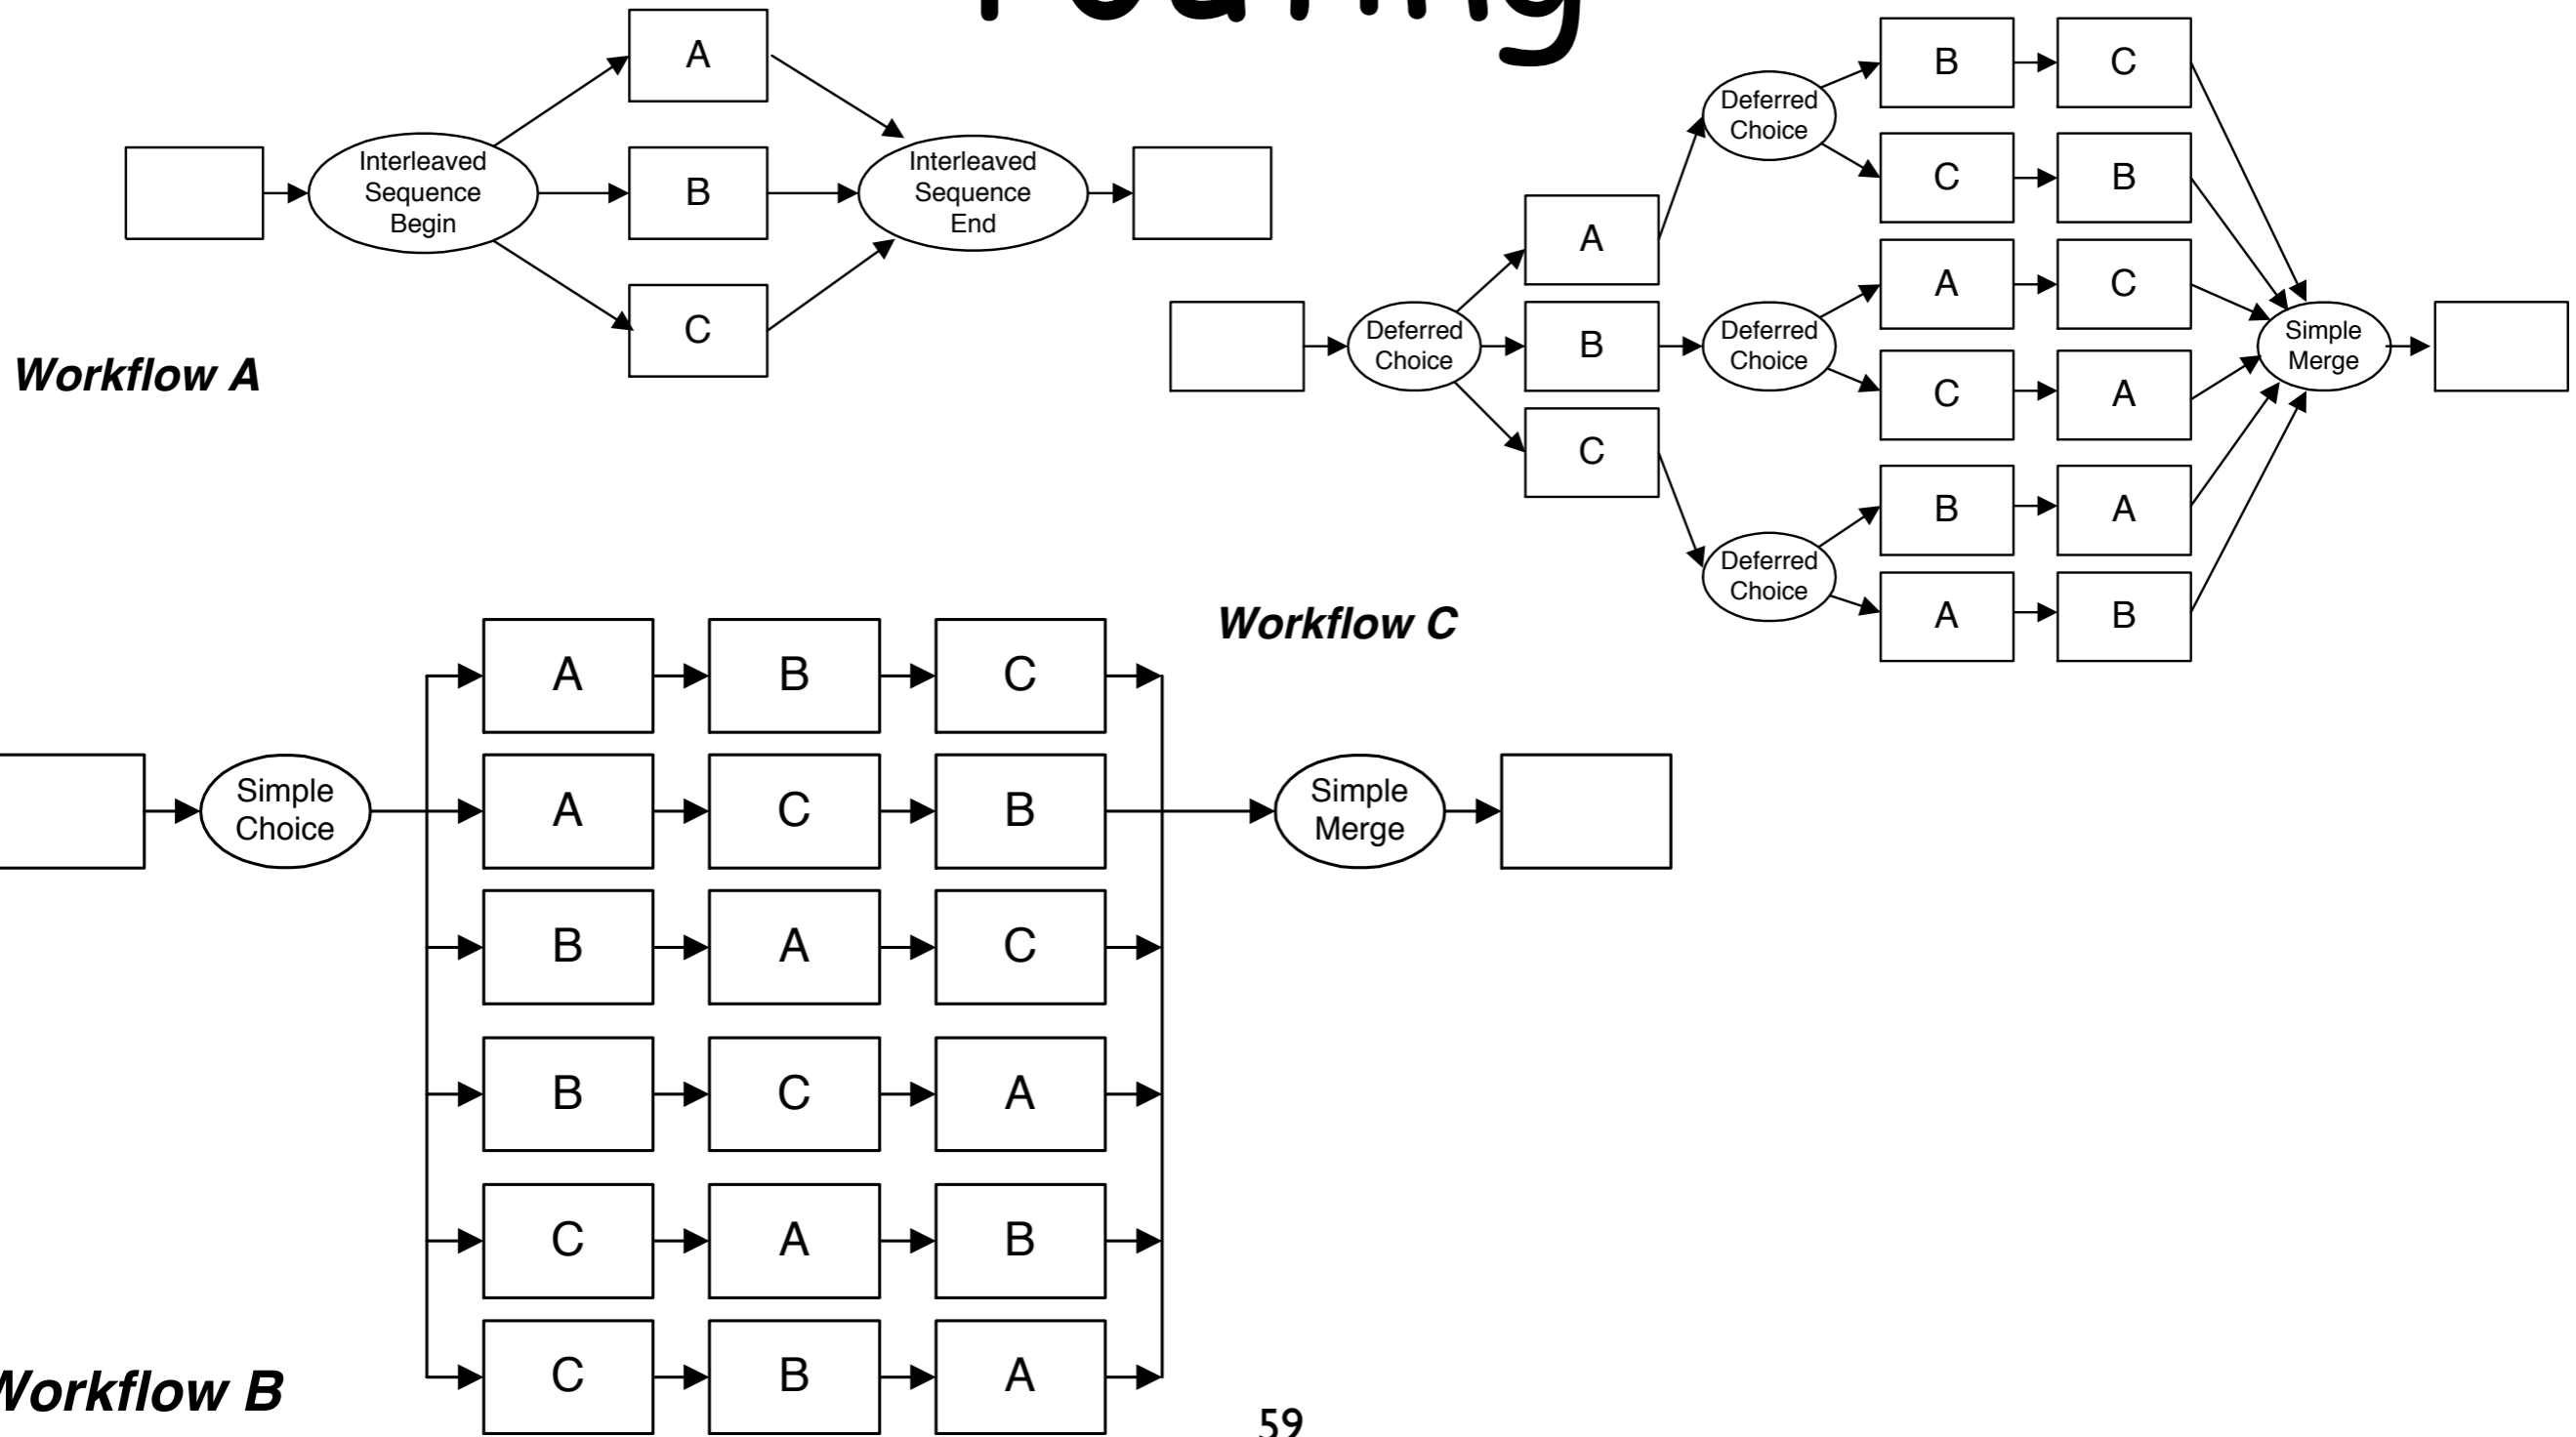 A
Interleaved
Sequence
Begin
B
Interleaved
Sequence
End
C
Workflow A
Deferred
Choice
A
B
C
Deferred
Choice
B
C
C
B
Deferred
Choice
A
C
C
A
Deferred
Choice
B
A
A
B
Simple
Merge
Workflow C
Simple
Choice
A
B
C
A
C
B
B
A
C
B
C
A
C
A
B
C
B
A
Simple
Merge
Workflow B
59